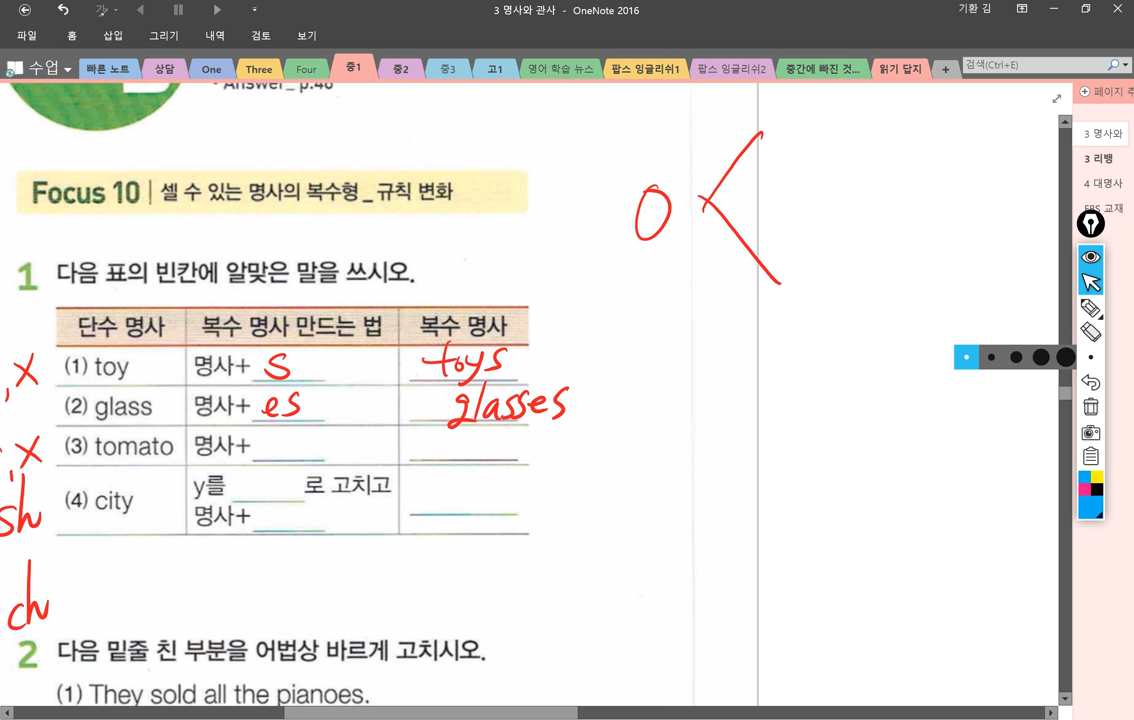 3 명사와 관사 - OneNote 2016
기환 김
파일 홈 삽입 그리기 내역 검토 보기
수업 빠른 노트 상담 One Three Four 중1 중2 중3 고1 영어 학습 뉴스 팝스 잉글리쉬1 팝스 잉글리쉬2 중간에 빠진 것... 읽기 답지 + 검색(Ctrl+E)
페이지 추
Answer_ p.46
3 명사와
3 리뱅
4 대명사
EBS 교재
Focus 10 | 셀 수 있는 명사의 복수형_규칙 변화
O
1 다음 표의 빈칸에 알맞은 말을 쓰시오.
단수 명사 복수 명사 만드는 법 복수 명사
(1) toy 명사+ s toys
, x
(2) glass 명사+ es glasses
(3) tomato 명사+
, x
(4) city y를 로 고치고
명사+
sh
ch
2 다음 밑줄 친 부분을 어법상 바르게 고치시오.
(1) They sold all the pianoes.